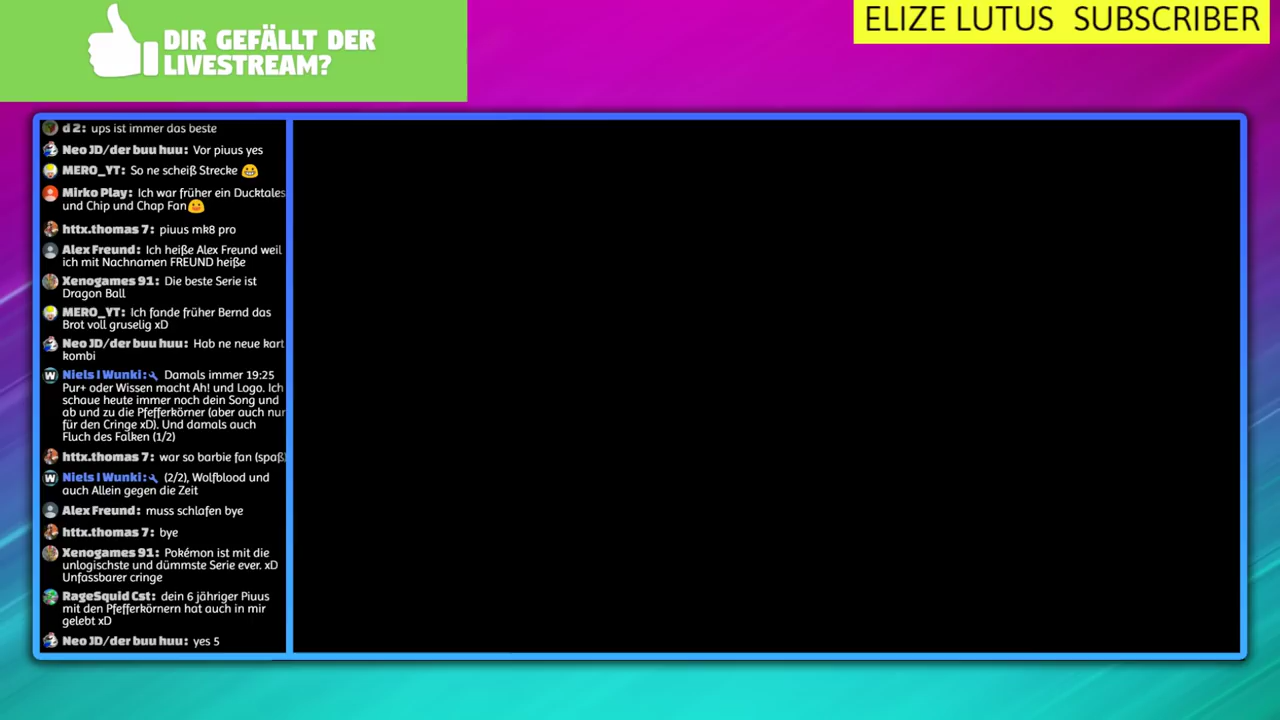 DIR GEFÄLLT DER
LIVESTREAM?
ELIZE LUTUS SUBSCRIBER
d 2: ups ist immer das beste
Neo JD/der buu huu: Vor piuus yes
MERO_YT: So ne scheiß Strecke
Mirko Play: Ich war früher ein Ducktales
und Chip und Chap Fan
httx.thomas 7: piuus mk8 pro
Alex Freund: Ich heiße Alex Freund weil
ich mit Nachnamen FREUND heiße
Xenogames 91: Die beste Serie ist
Dragon Ball
MERO_YT: Ich fande früher Bernd das
Brot voll gruselig xD
Neo JD/der buu huu: Hab ne neue kart
kombi
W Niels | Wunki: Damals immer 19:25
Pur+ oder Wissen macht Ah! und Logo. Ich
schaue heute immer noch dein Song und
ab und zu die Pfefferkörner (aber auch nur
für den Cringe xD). Und damals auch
Fluch des Falken (1/2)
httx.thomas 7: war so barbie fan (spaß)
W Niels | Wunki: (2/2), Wolfblood und
auch Allein gegen die Zeit
Alex Freund: muss schlafen bye
httx.thomas 7: bye
Xenogames 91: Pokémon ist mit die
unlogischste und dümmste Serie ever. xD
Unfassbarer cringe
RageSquid Cst: dein 6 jähriger Piuus
mit den Pfefferkörnern hat auch in mir
gelebt xD
Neo JD/der buu huu: yes 5